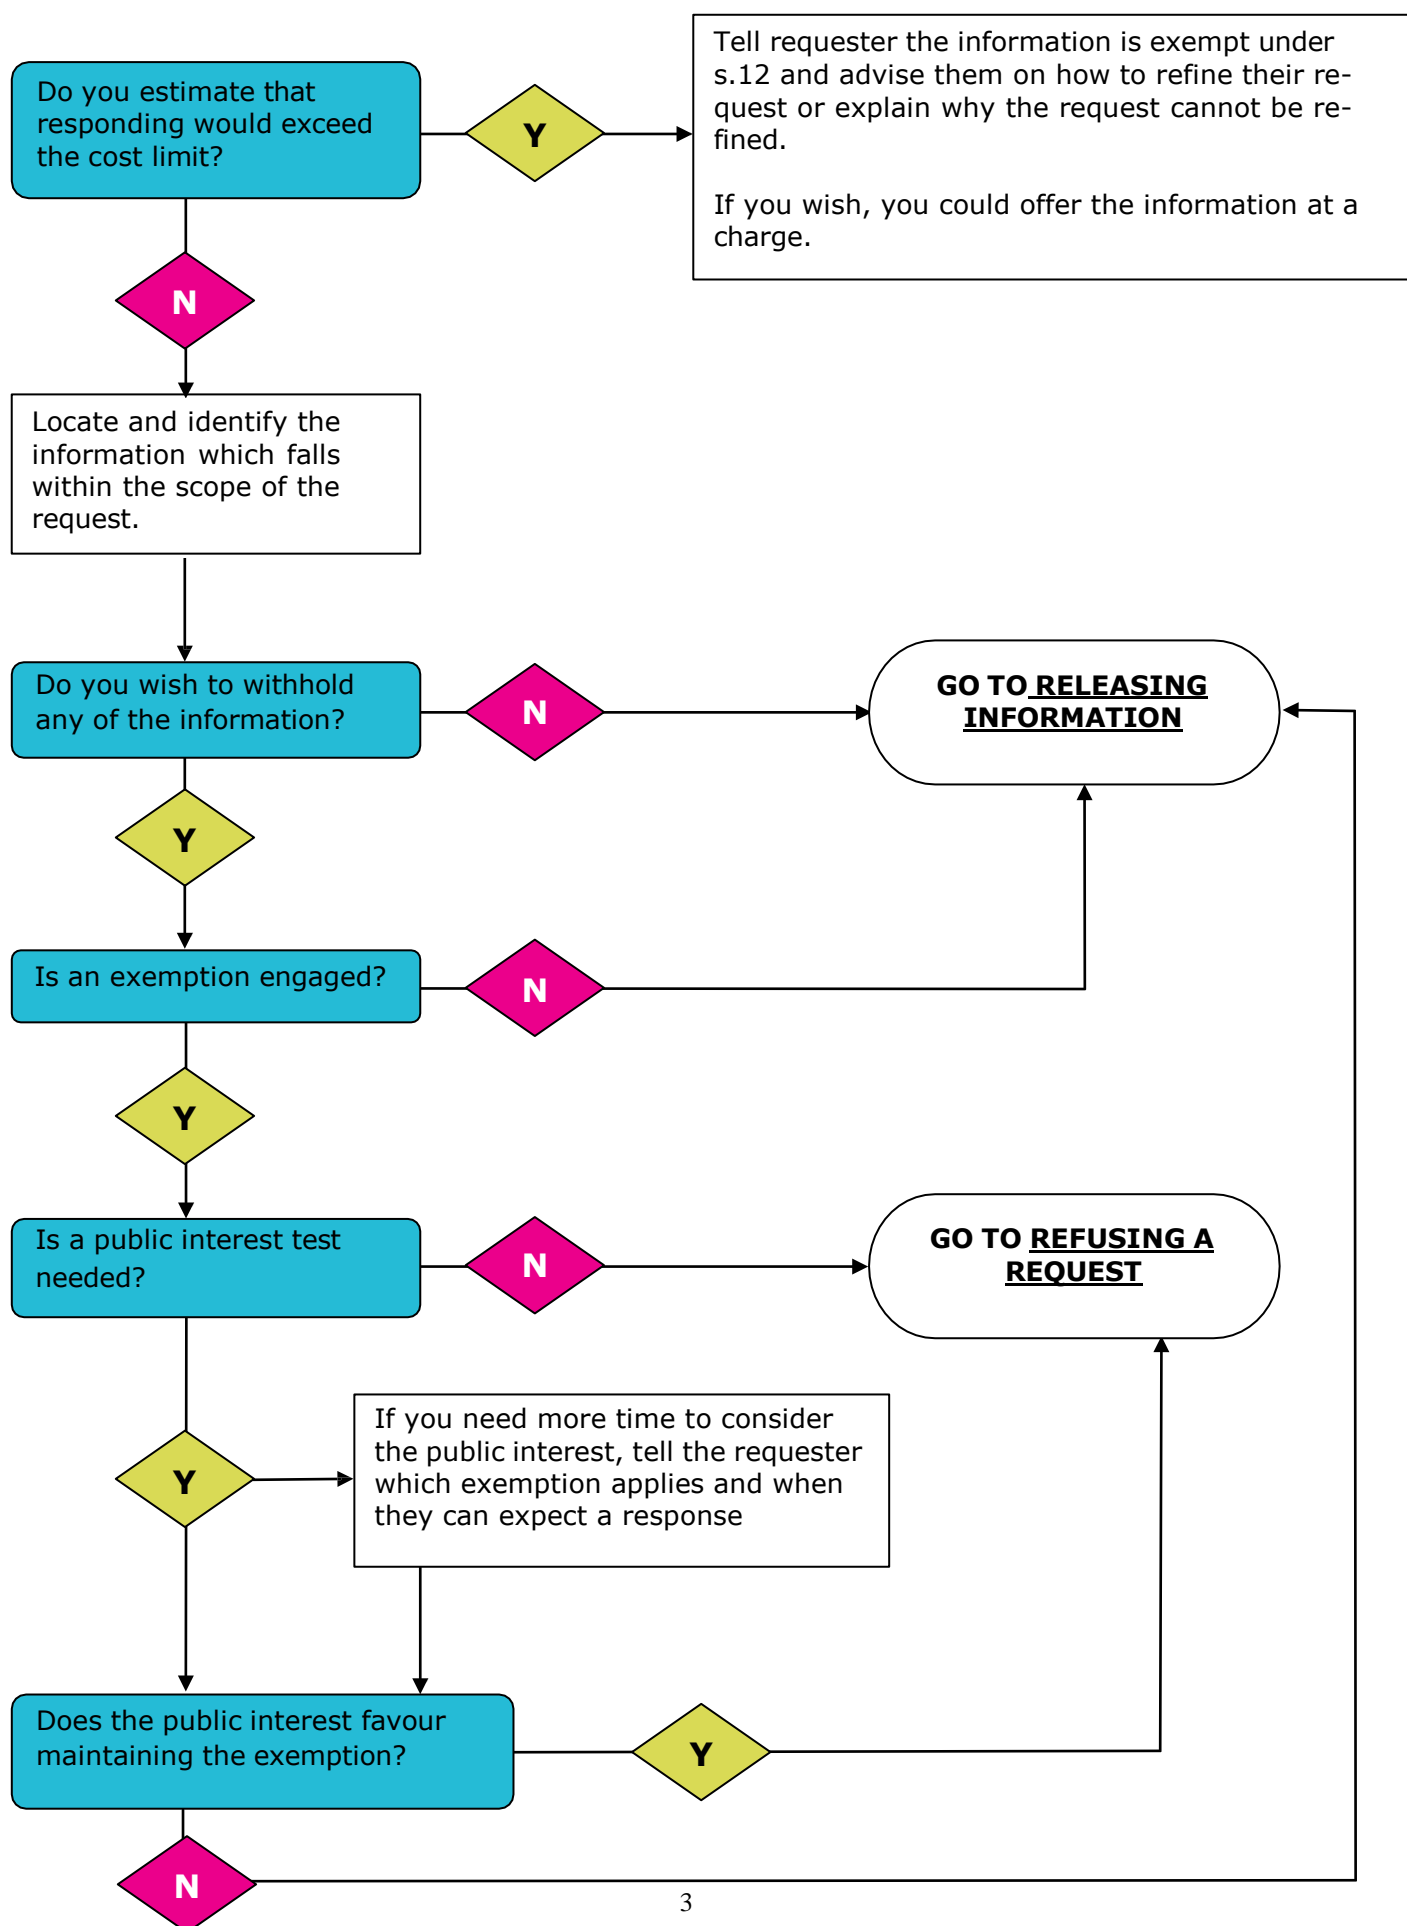 Do you estimate that
responding would exceed
the cost limit?
Y
Tell requester the information is exempt under
s.12 and advise them on how to refine their re-
quest or explain why the request cannot be re-
fined.
If you wish, you could offer the information at a
charge.
N
Locate and identify the
information which falls
within the scope of the
request.
Do you wish to withhold
any of the information?
N
GO TO RELEASING
INFORMATION
Y
Is an exemption engaged?
N
Y
Is a public interest test
needed?
N
GO TO REFUSING A
REQUEST
Y
If you need more time to consider
the public interest, tell the requester
which exemption applies and when
they can expect a response
Does the public interest favour
maintaining the exemption?
Y
N
3